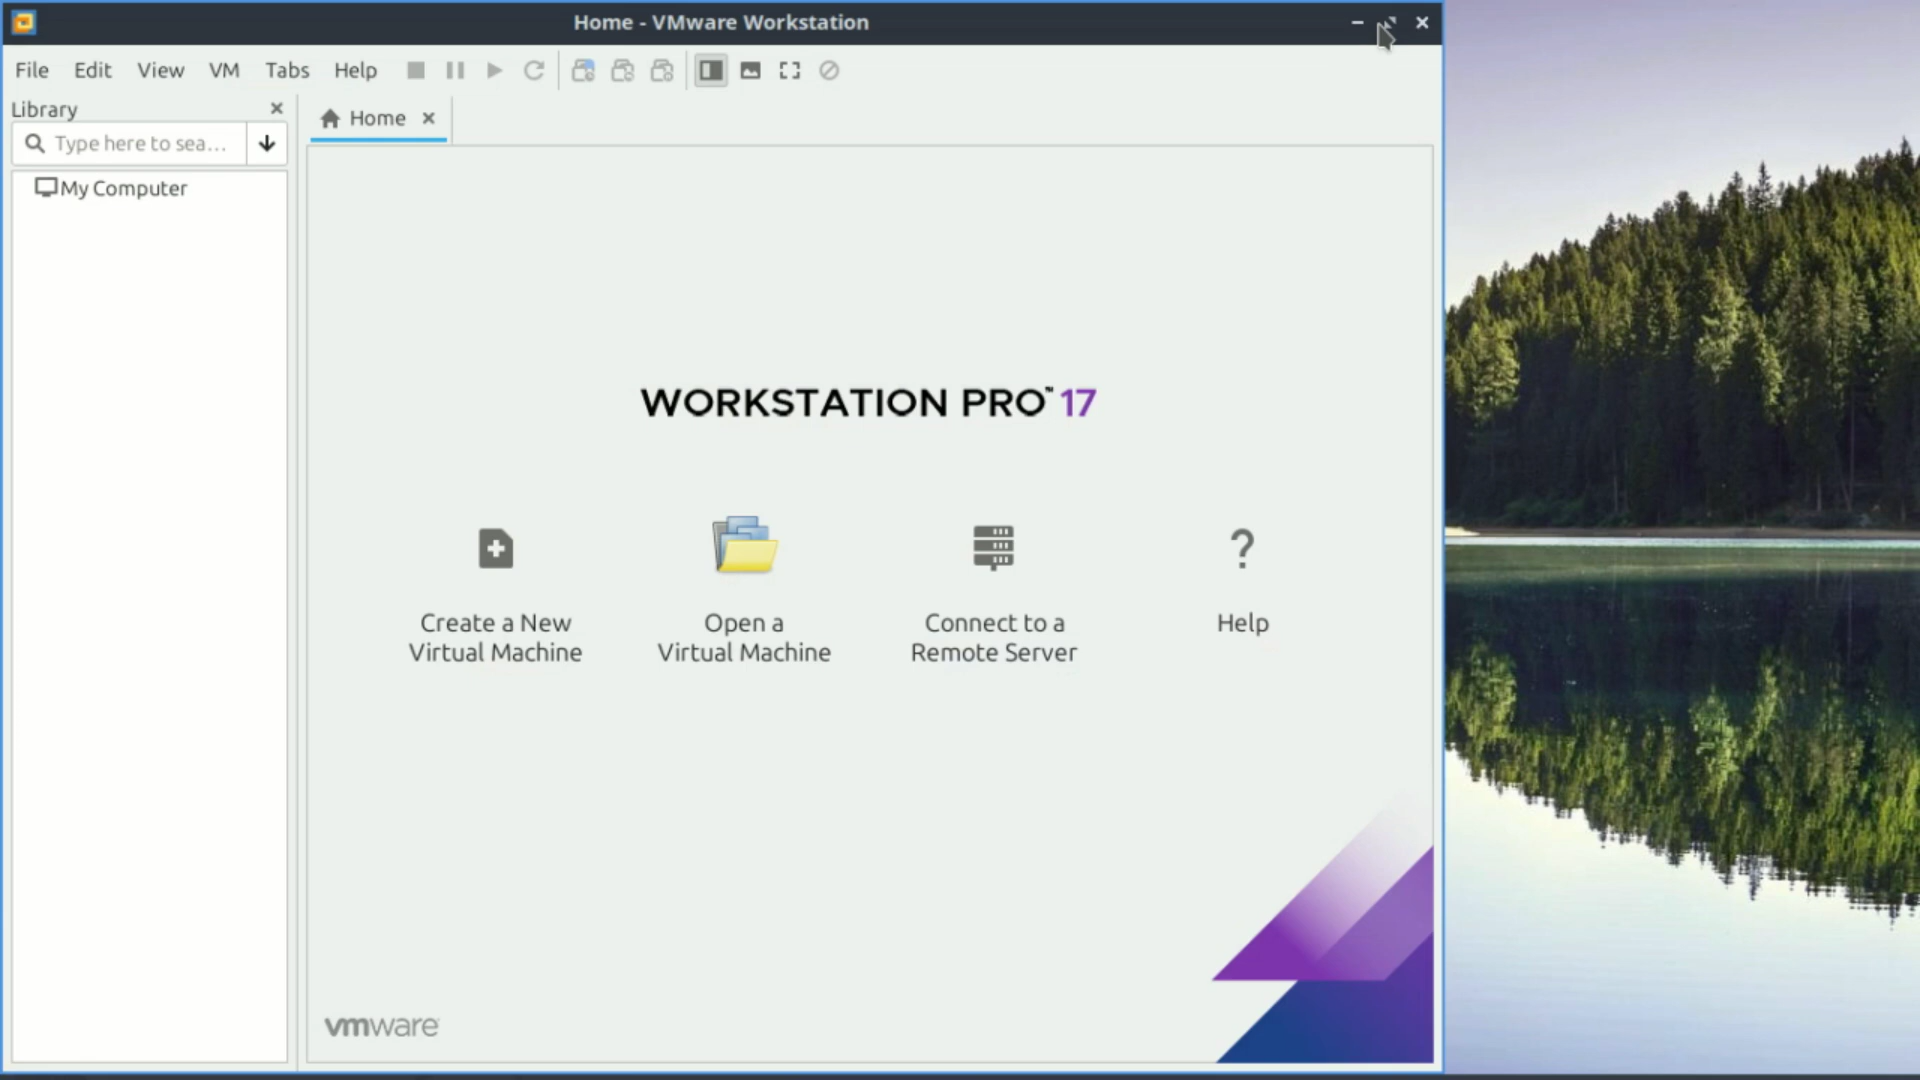 Home - VMware Workstation
File Edit View VM Tabs Help
Library
Type here to sea...
My Computer
Home
WORKSTATION PRO™ 17
Create a New
Virtual Machine
Open a
Virtual Machine
Connect to a
Remote Server
Help
vmware